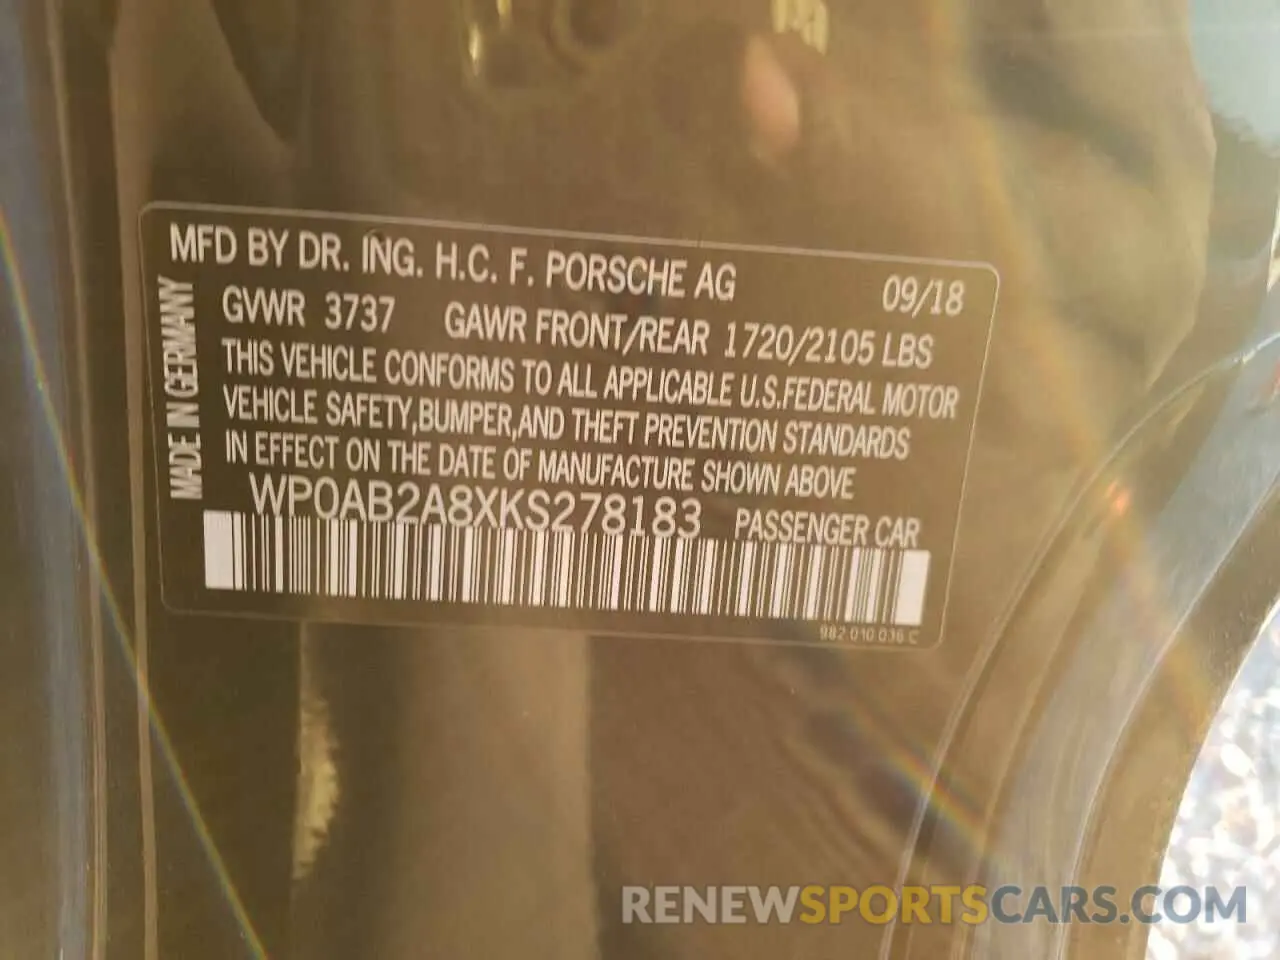 MFD BY DR. ING. H.C. F. PORSCHE AG 09/18
GVWR 3737 GAWR FRONT/REAR 1720/2105 LBS
THIS VEHICLE CONFORMS TO ALL APPLICABLE U.S.FEDERAL MOTOR
VEHICLE SAFETY,BUMPER,AND THEFT PREVENTION STANDARDS
IN EFFECT ON THE DATE OF MANUFACTURE SHOWN ABOVE
WP0AB2A8XKS278183 PASSENGER CAR
982 010 036 C
MADE IN GERMANY
RENEWSPORTSCARS.COM